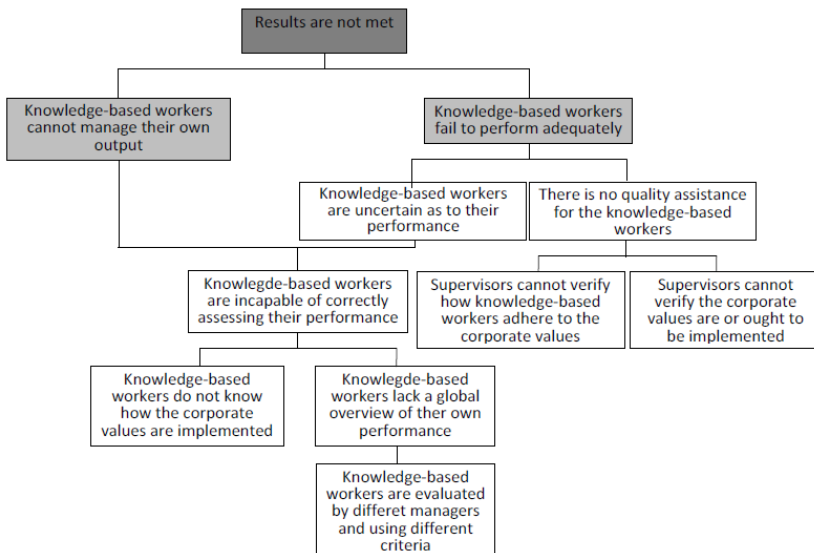 Results are not met
Knowledge-based workers
cannot manage their own
output
Knowledge-based workers
fail to perform adequately
Knowledge-based workers
are uncertain as to their
performance
There is no quality assistance
for the knowledge-based
workers
Knowlegde-based workers
are incapable of correctly
assessing their performance
Supervisors cannot verify
how knowledge-based
workers adhere to the
corporate values
Supervisors cannot
verify the corporate
values are or ought to
be implemented
Knowledge-based
workers do not know
how the corporate
values are implemented
Knowlegde-based
workers lack a global
overview of ther own
performance
Knowledge-based
workers are evaluated
by differet managers
and using different
criteria